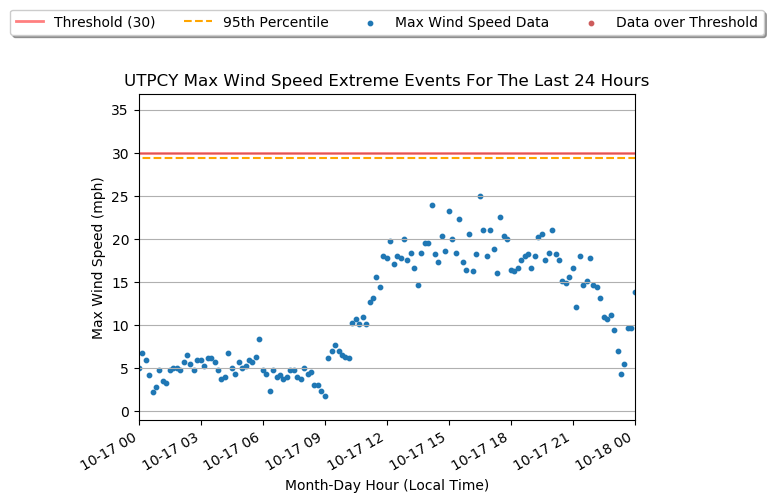 Threshold (30) 95th Percentile Max Wind Speed Data Data over Threshold
UTPCY Max Wind Speed Extreme Events For The Last 24 Hours
35
30
25
20
15
10
5
0
Max Wind Speed (mph)
10-17 00 10-17 03 10-17 06 10-17 09 10-17 12 10-17 15 10-17 18 10-17 21 10-18 00
Month-Day Hour (Local Time)